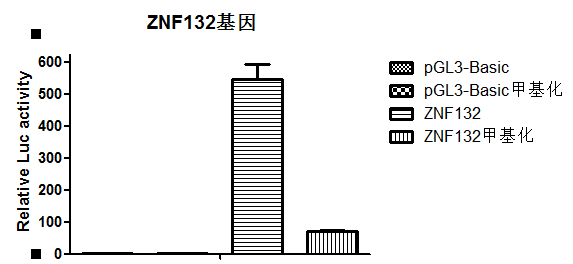 ZNF132基因
Relative Luc activity
600
500
400
300
200
100
0
pGL3-Basic
pGL3-Basic甲基化
ZNF132
ZNF132甲基化